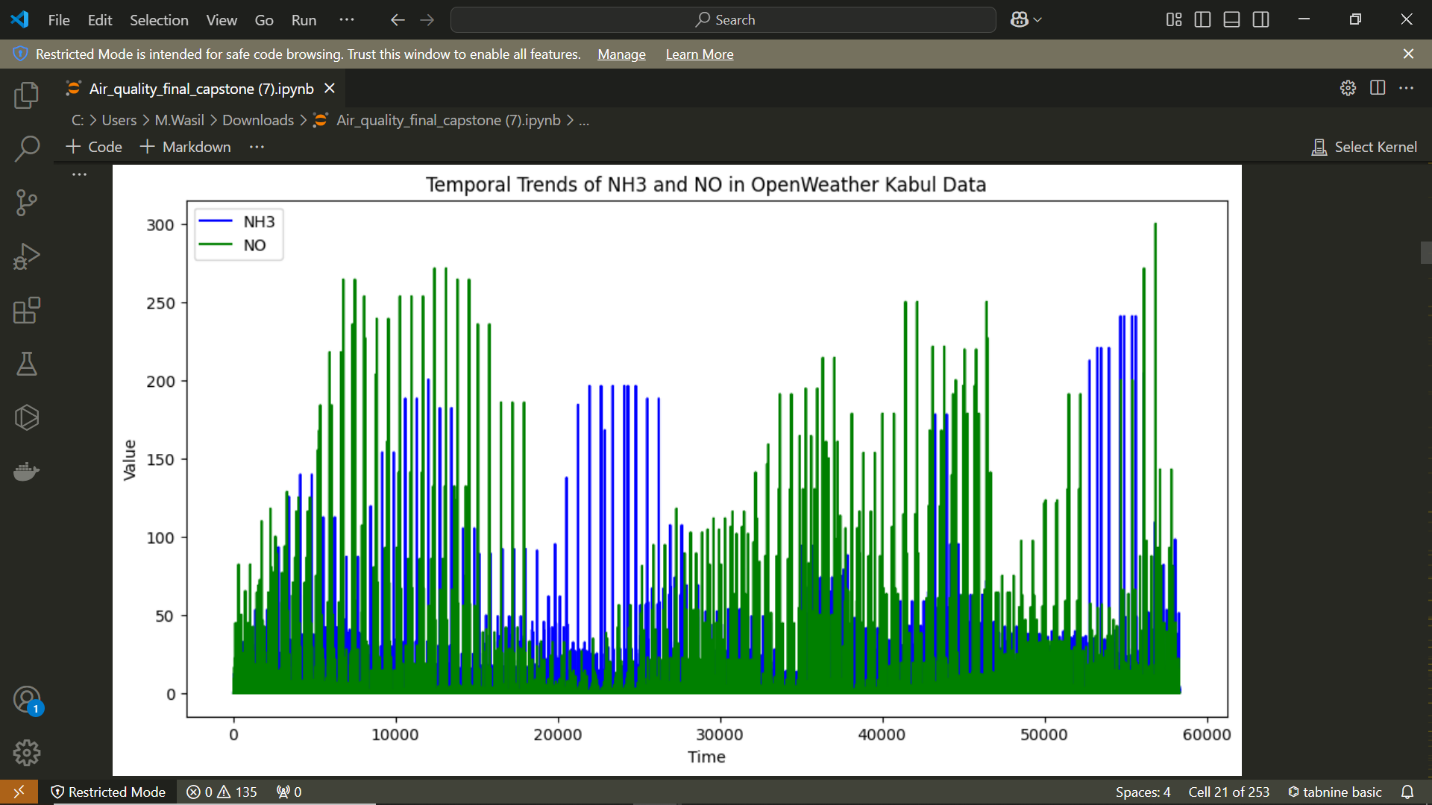 File Edit Selection View Go Run ··· Search
Restricted Mode is intended for safe code browsing. Trust this window to enable all features. Manage Learn More
Air_quality_final_capstone (7).ipynb
C: > Users > M.Wasil > Downloads > Air_quality_final_capstone (7).ipynb > ...
+ Code + Markdown ··· Select Kernel
Temporal Trends of NH3 and NO in OpenWeather Kabul Data
NH3
NO
300
250
200
150
100
50
0
Value
0 10000 20000 30000 40000 50000 60000
Time
1
Restricted Mode 0 135 0 Spaces: 4 Cell 21 of 253 tabnine basic